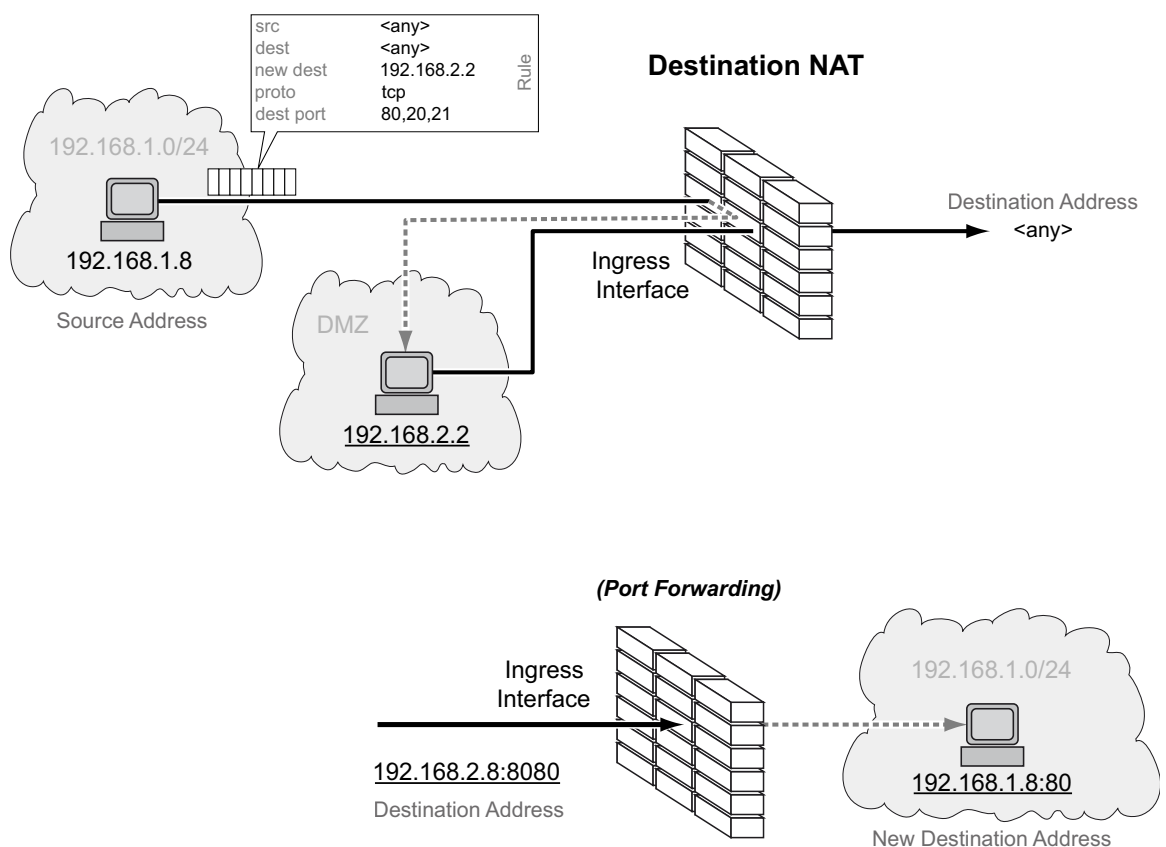 src <any>
dest <any>
new dest 192.168.2.2
proto tcp
dest port 80,20,21
Rule
Destination NAT
192.168.1.0/24
192.168.1.8
Source Address
Destination Address
<any>
Ingress
Interface
DMZ
192.168.2.2
(Port Forwarding)
Ingress
Interface
192.168.2.8:8080
Destination Address
192.168.1.0/24
192.168.1.8:80
New Destination Address